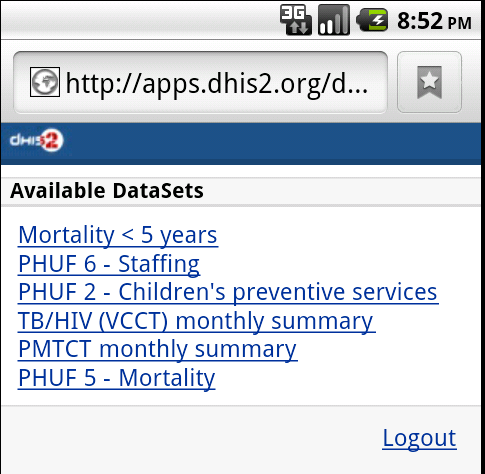 3G 8:52 PM
http://apps.dhis2.org/d...
dhis2
Available DataSets
Mortality < 5 years
PHUF 6 - Staffing
PHUF 2 - Children's preventive services
TB/HIV (VCCT) monthly summary
PMTCT monthly summary
PHUF 5 - Mortality
Logout